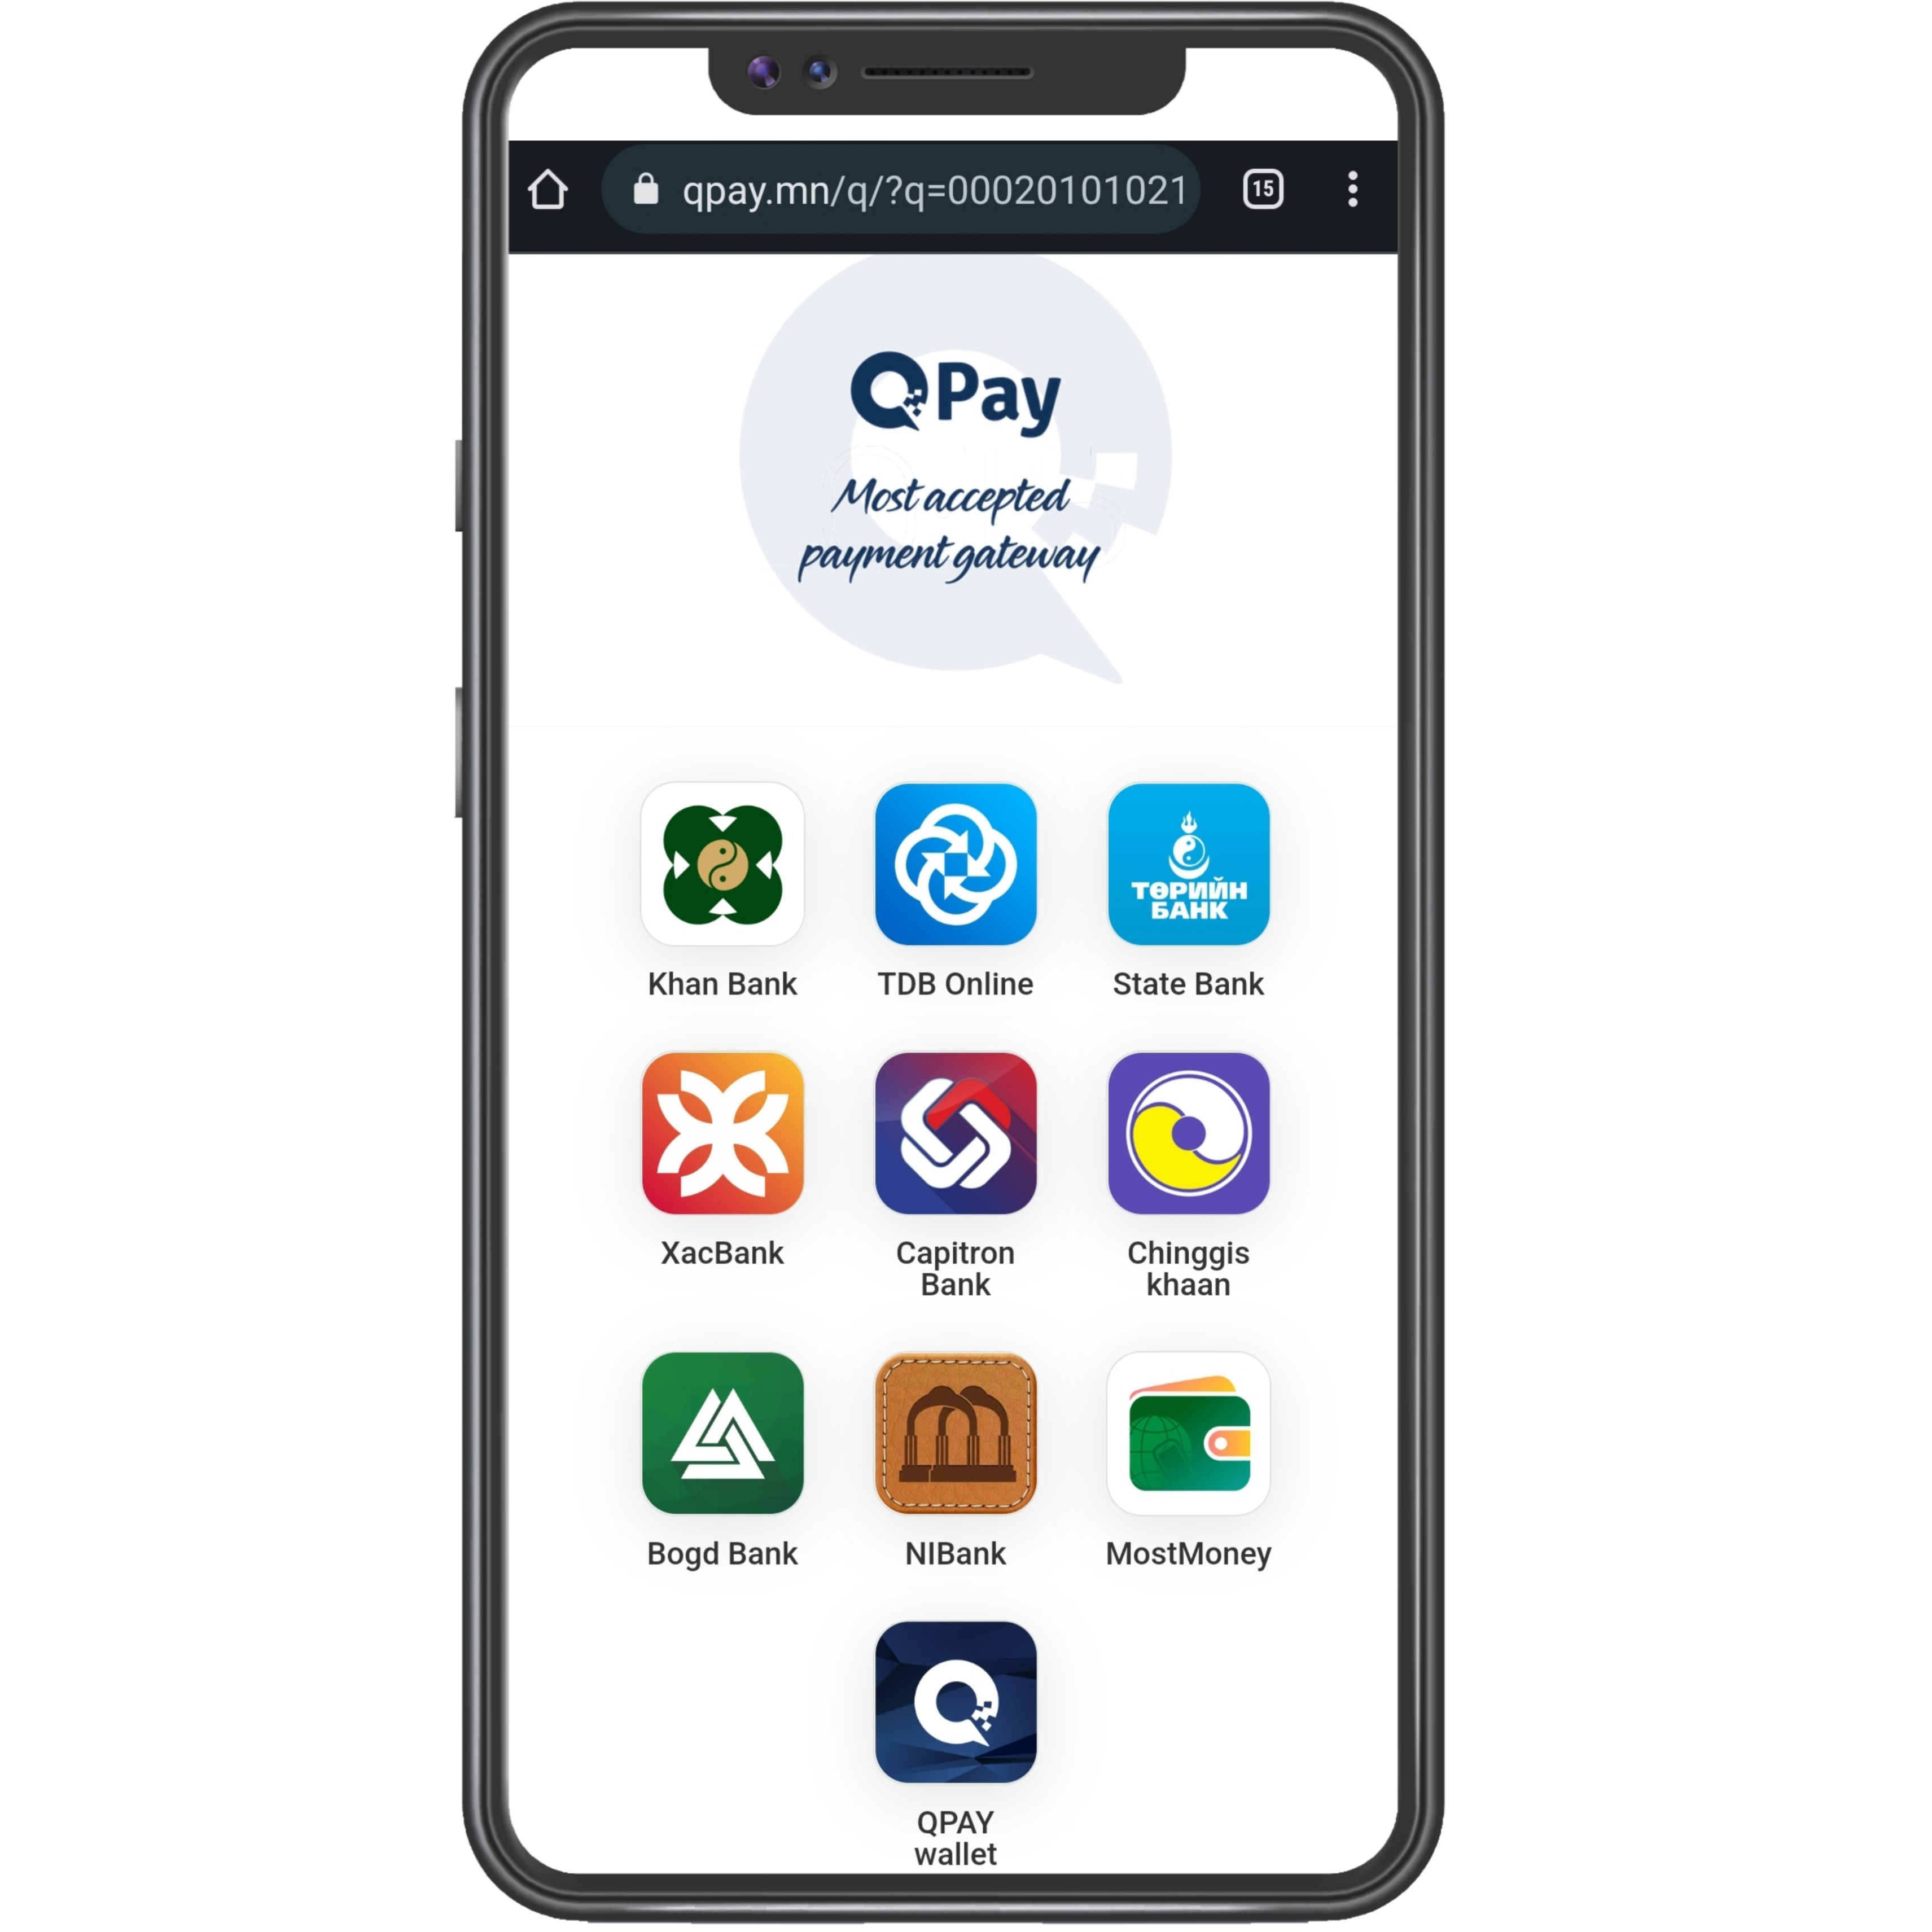 qpay.mn/q/?q=00020101021
15
QPay
Most accepted
payment gateway
ТӨРИЙН
БАНК
Khan Bank
TDB Online
State Bank
XacBank
Capitron
Bank
Chinggis
khaan
Bogd Bank
NIBank
MostMoney
QPAY
wallet